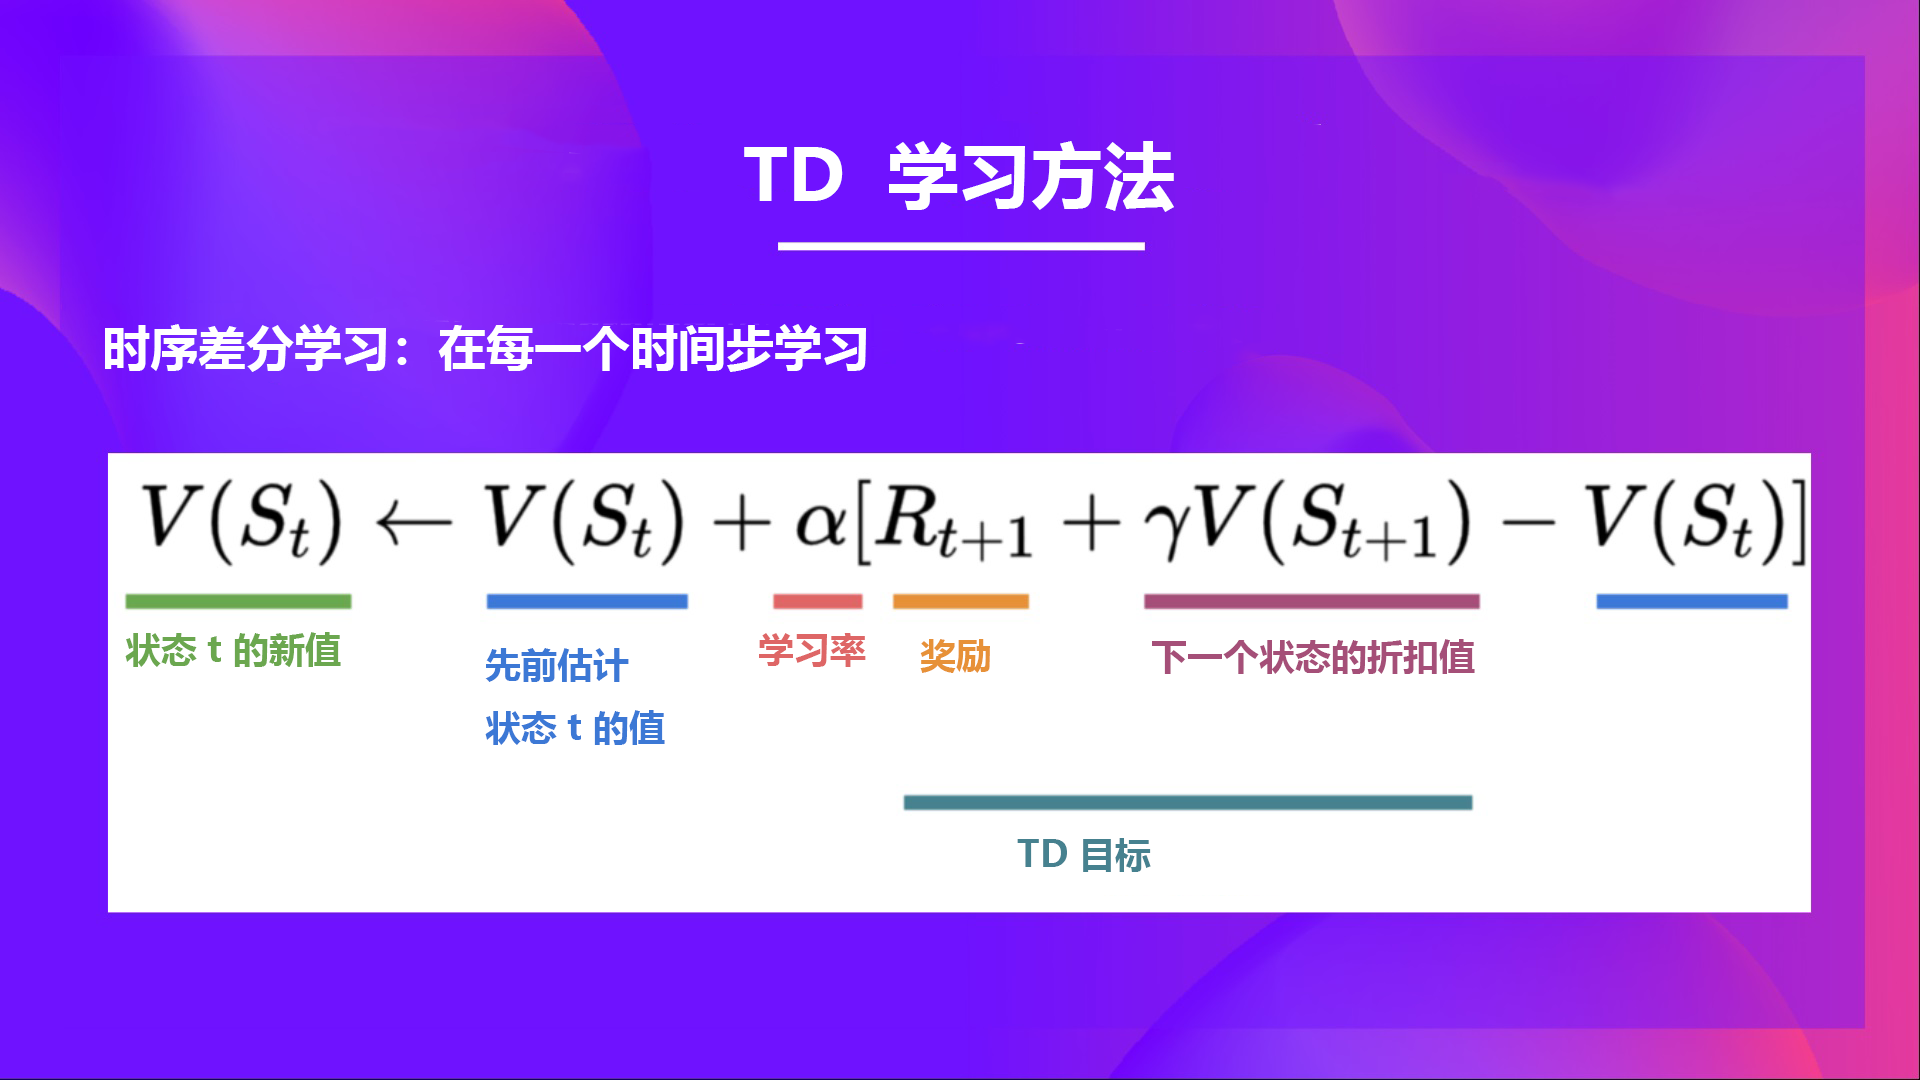 TD 学习方法
时序差分学习：在每一个时间步学习
V(S_t) ← V(S_t) + α[R_{t+1} + γV(S_{t+1}) − V(S_t)]
状态 t 的新值
先前估计
状态 t 的值
学习率
奖励
下一个状态的折扣值
TD 目标